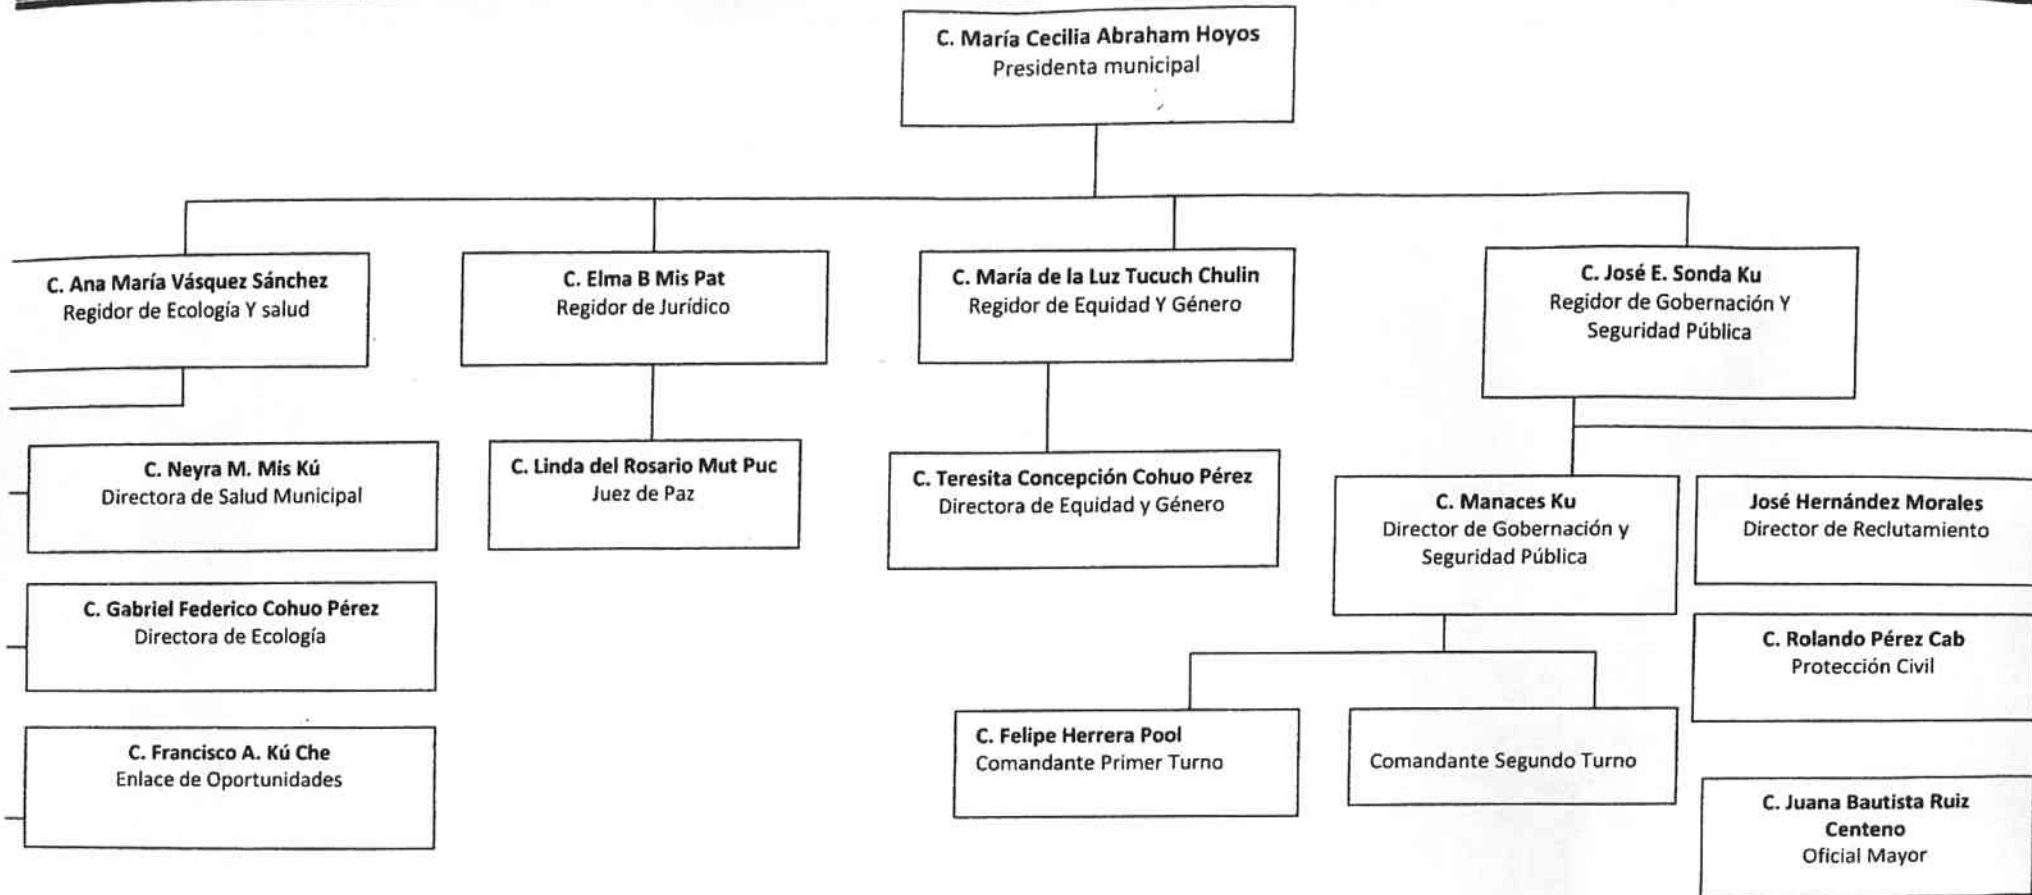 C. María Cecilia Abraham Hoyos
Presidenta municipal
C. Ana María Vásquez Sánchez
Regidor de Ecología Y salud
C. Elma B Mis Pat
Regidor de Jurídico
C. María de la Luz Tucuch Chulin
Regidor de Equidad Y Género
C. José E. Sonda Ku
Regidor de Gobernación Y
Seguridad Pública
C. Neyra M. Mis Kú
Directora de Salud Municipal
C. Linda del Rosario Mut Puc
Juez de Paz
C. Teresita Concepción Cohuo Pérez
Directora de Equidad y Género
C. Manaces Ku
Director de Gobernación y
Seguridad Pública
José Hernández Morales
Director de Reclutamiento
C. Gabriel Federico Cohuo Pérez
Directora de Ecología
C. Rolando Pérez Cab
Protección Civil
C. Francisco A. Kú Che
Enlace de Oportunidades
C. Felipe Herrera Pool
Comandante Primer Turno
Comandante Segundo Turno
C. Juana Bautista Ruiz
Centeno
Oficial Mayor